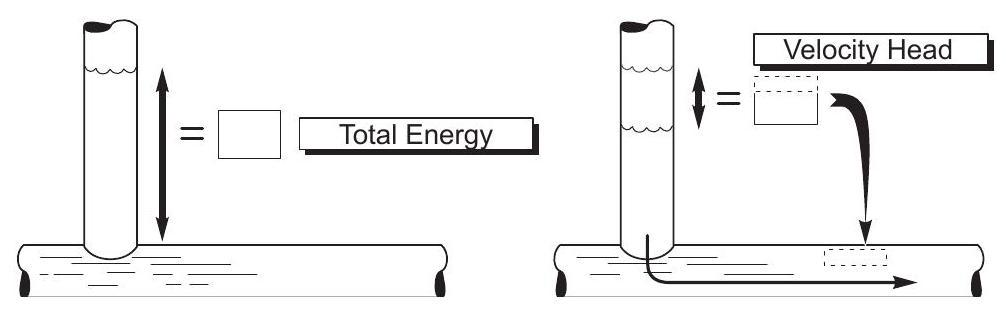 Velocity Head
=
= Total Energy